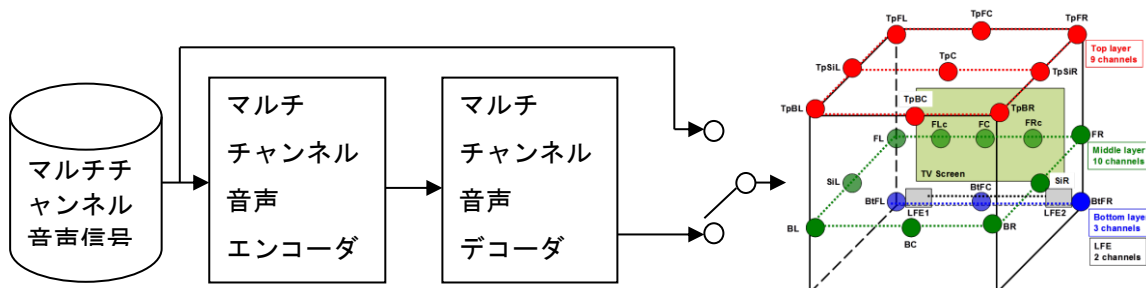 マルチチ
ャンネル
音声信号
マルチ
チャンネル
音声
エンコーダ
マルチ
チャンネル
音声
デコーダ
TpFL
TpFC
TpFR
Top layer
9 channels
TpSiL
TpC
TpSiR
TpBL
TpBC
TpBR
FL
FLc
FC
FRc
FR
Middle layer
10 channels
TV Screen
SiL
SiR
BtFL
LFE1
BtFC
LFE2
BtFR
Bottom layer
3 channels
BL
BC
BR
LFE
2 channels